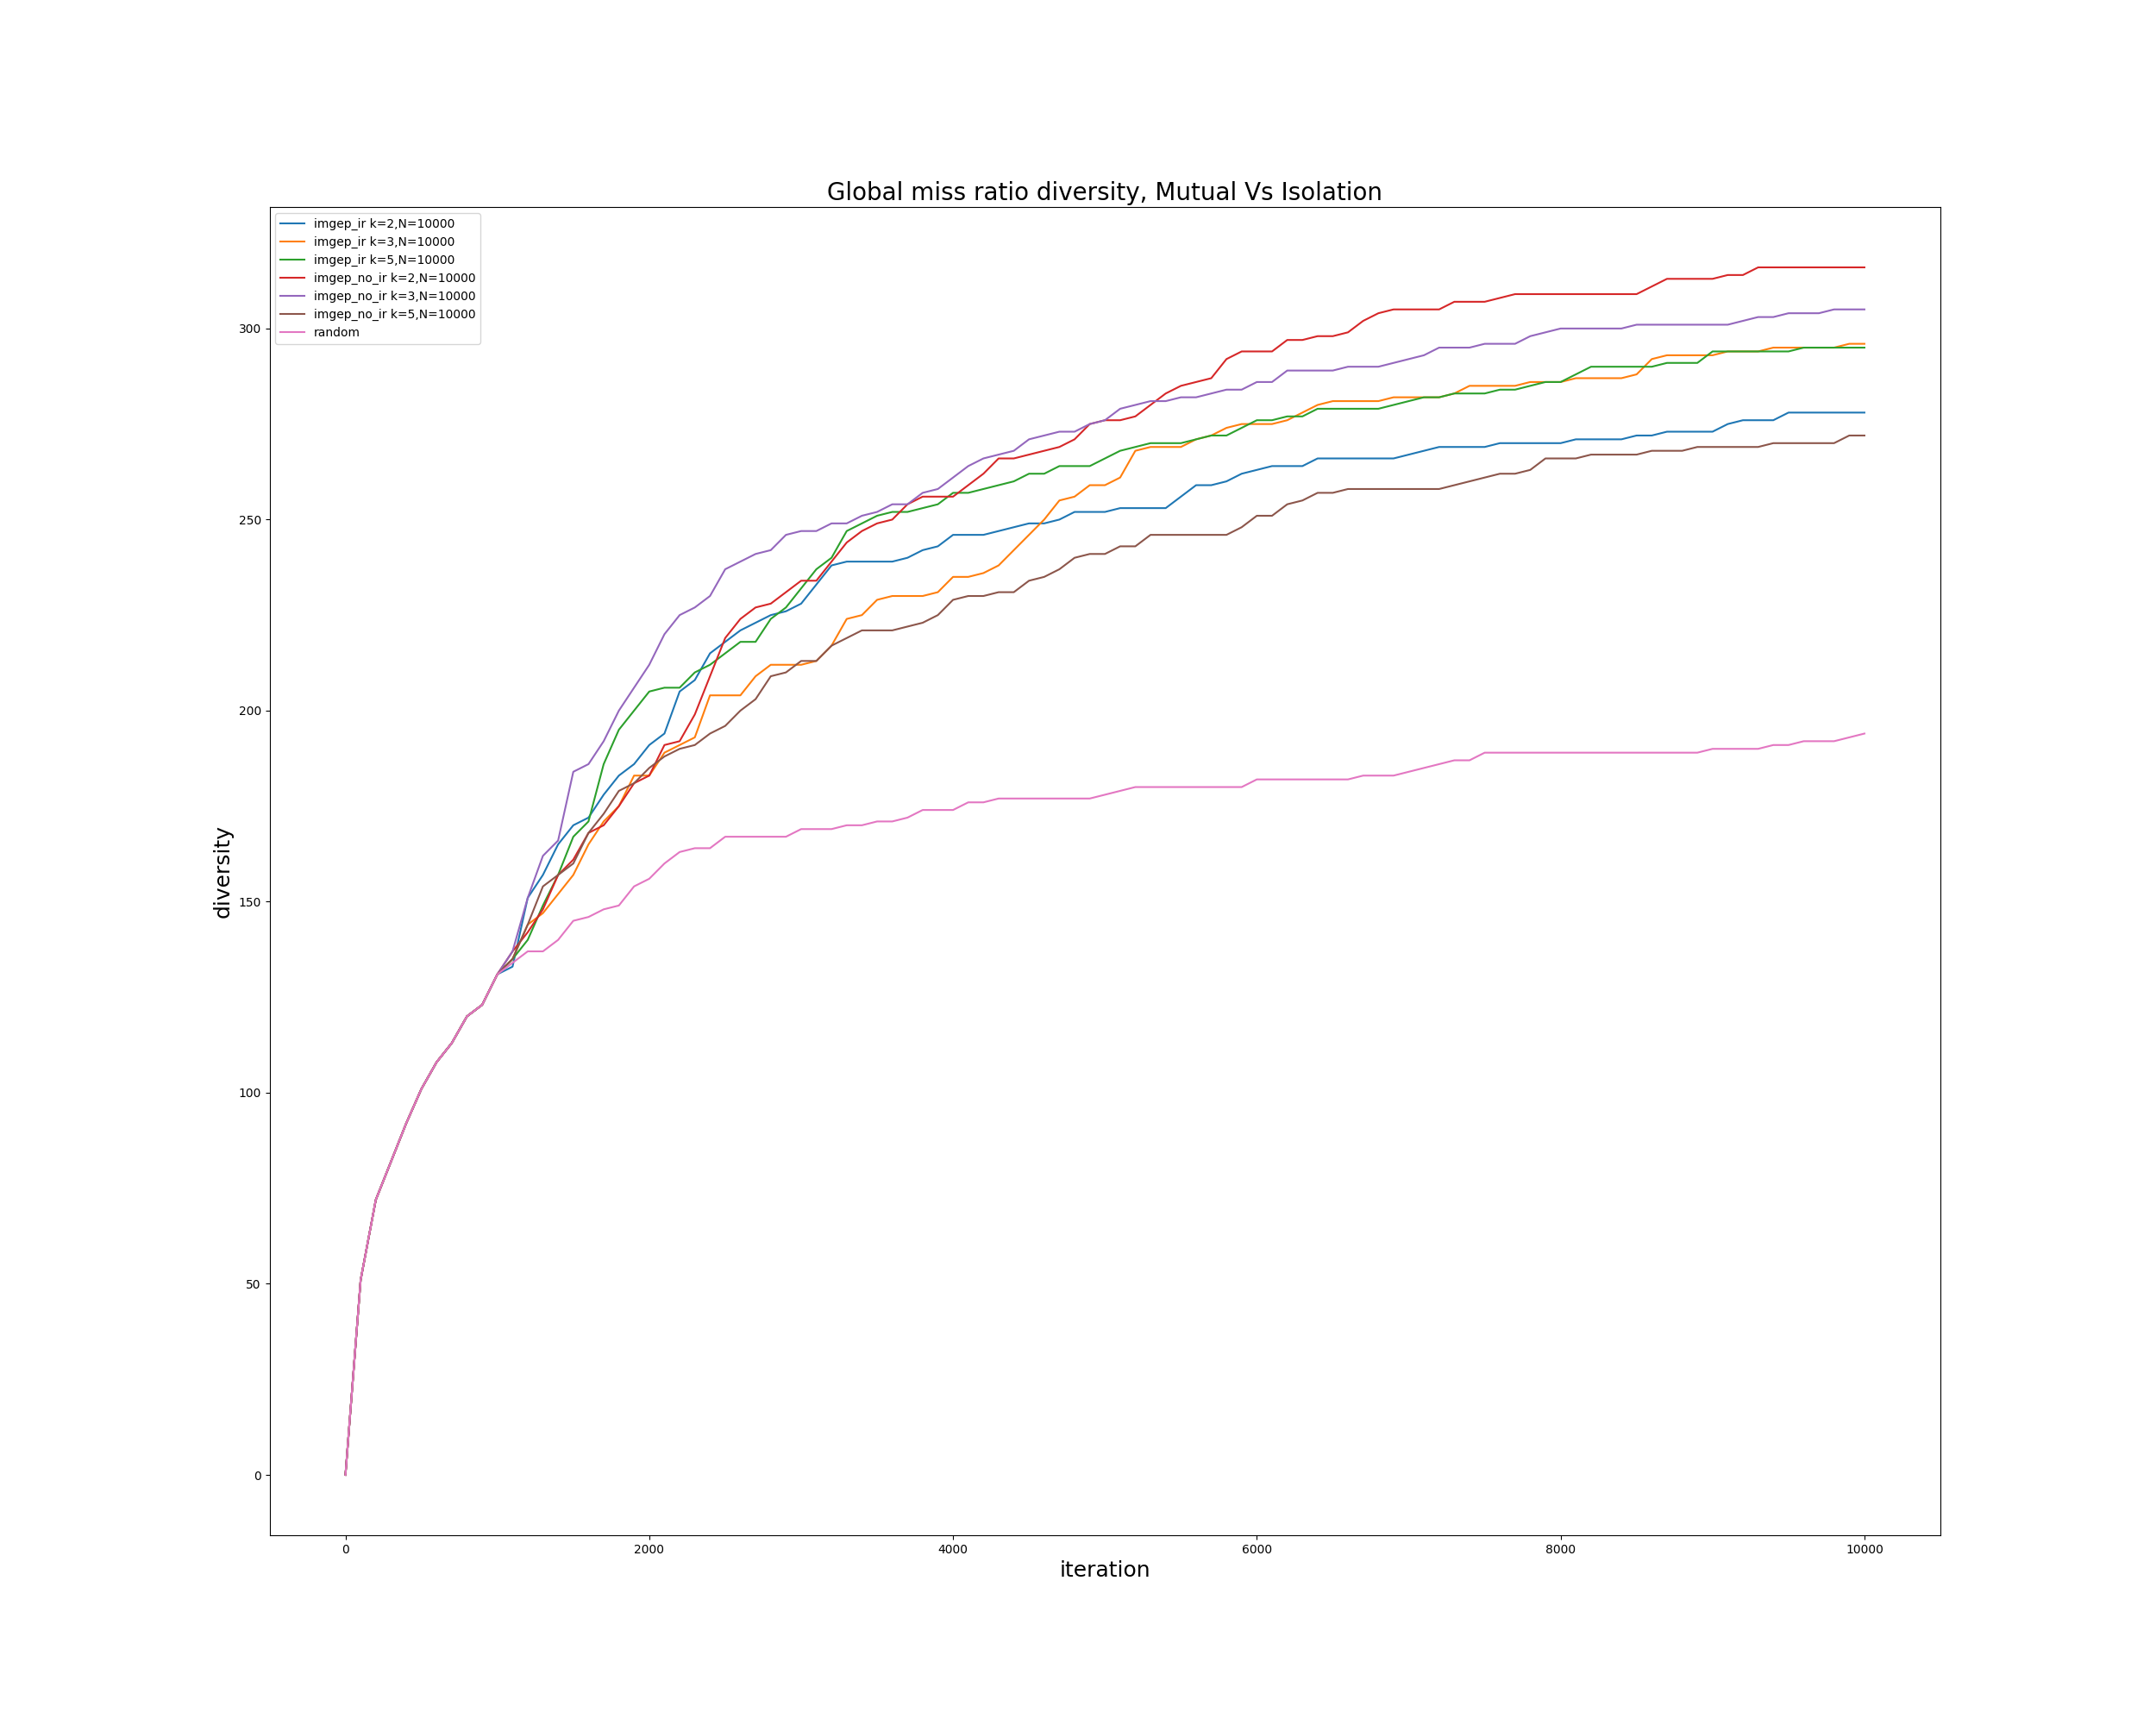 Global miss ratio diversity, Mutual Vs Isolation
imgep_ir k=2,N=10000
imgep_ir k=3,N=10000
imgep_ir k=5,N=10000
imgep_no_ir k=2,N=10000
imgep_no_ir k=3,N=10000
imgep_no_ir k=5,N=10000
random
300
250
200
150
100
50
0
diversity
0 2000 4000 6000 8000 10000
iteration